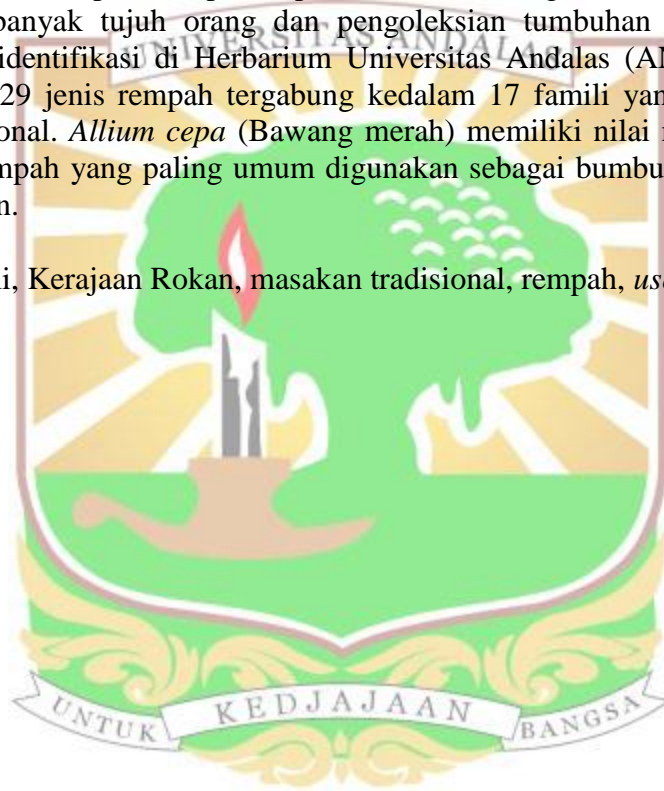 banyak tujuh orang dan pengoleksian tumbuhan
identifikasi di Herbarium Universitas Andalas (AN
29 jenis rempah tergabung kedalam 17 famili yan
onal. Allium cepa (Bawang merah) memiliki nilai
mpah yang paling umum digunakan sebagai bumbu
n.
i, Kerajaan Rokan, masakan tradisional, rempah, us
UNIVERSITAS ANDALAS
UNTUK KEDJAJAAN BANGSA